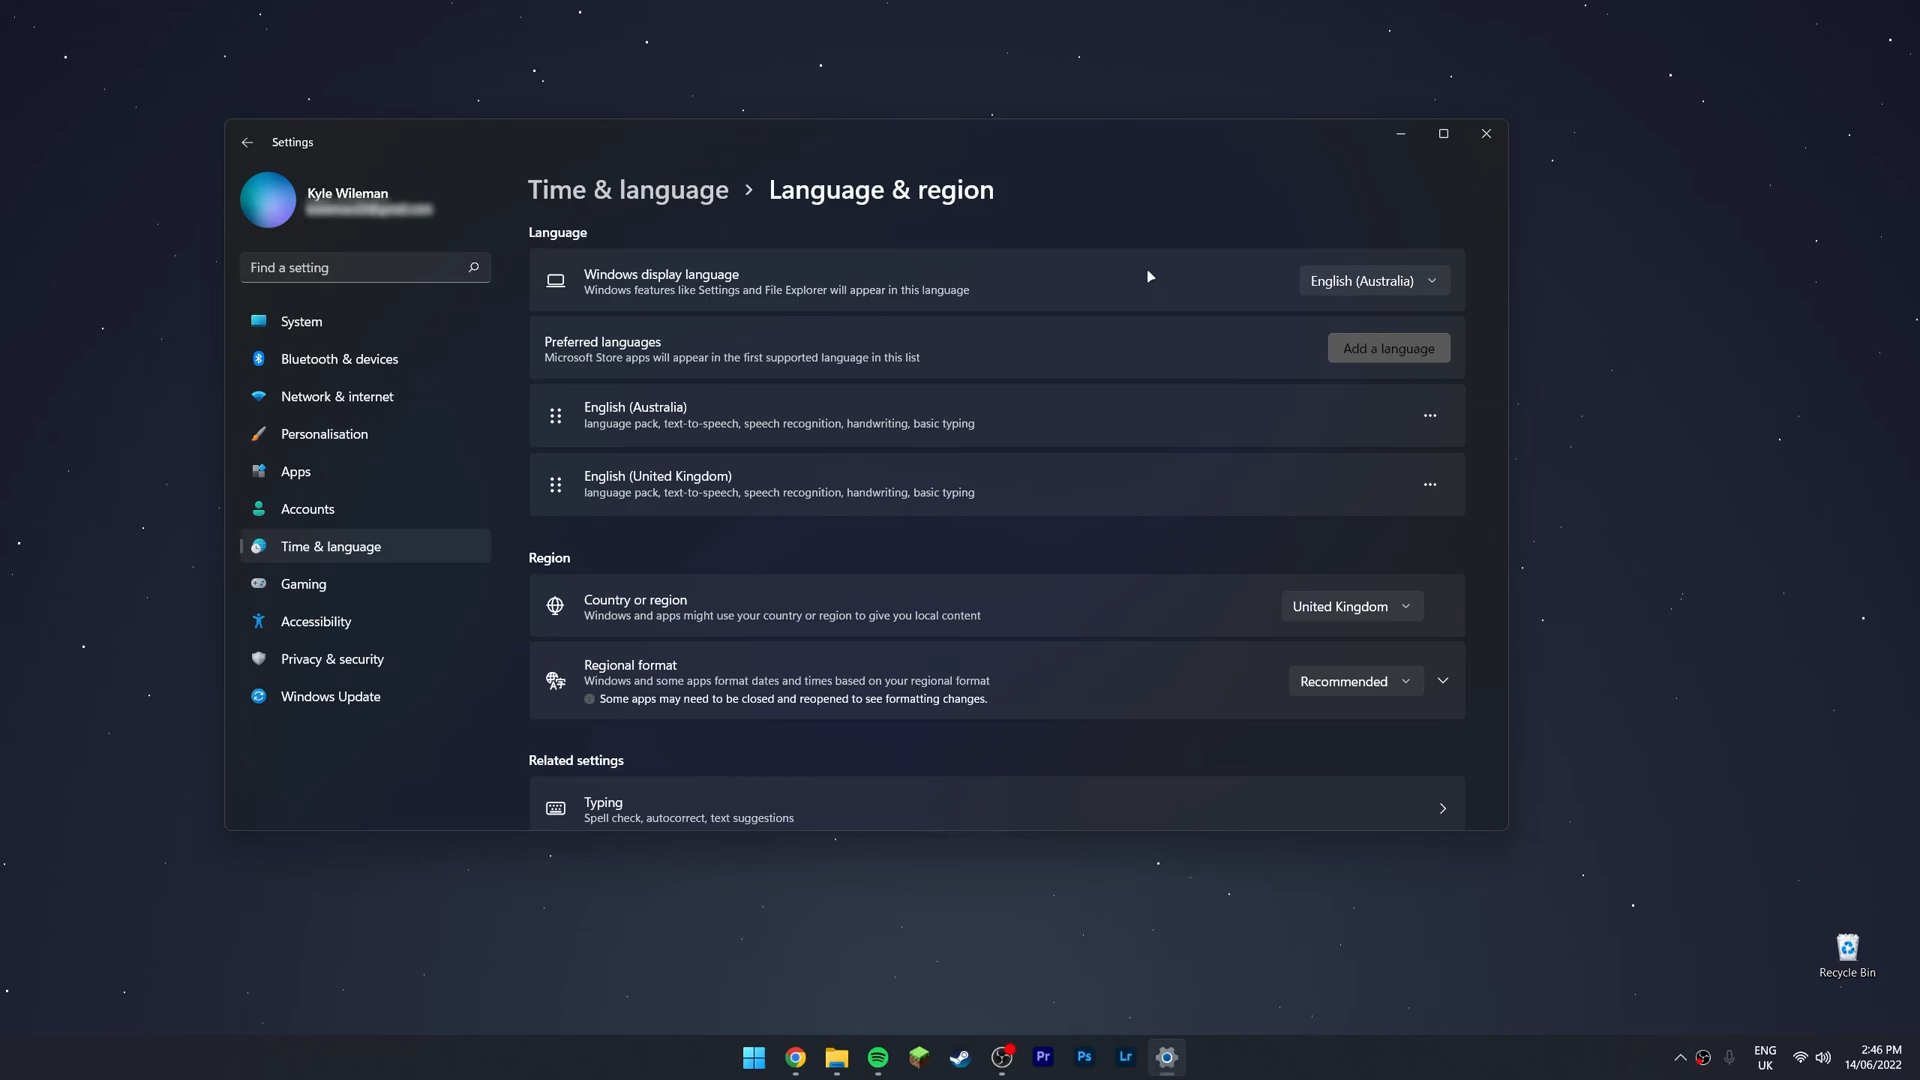 Settings
Kyle Wileman
Find a setting
System
Bluetooth & devices
Network & internet
Personalisation
Apps
Accounts
Time & language
Gaming
Accessibility
Privacy & security
Windows Update
Time & language > Language & region
Language
Windows display language
Windows features like Settings and File Explorer will appear in this language
English (Australia)
Preferred languages
Microsoft Store apps will appear in the first supported language in this list
Add a language
English (Australia)
language pack, text-to-speech, speech recognition, handwriting, basic typing
English (United Kingdom)
language pack, text-to-speech, speech recognition, handwriting, basic typing
Region
Country or region
Windows and apps might use your country or region to give you local content
United Kingdom
Regional format
Windows and some apps format dates and times based on your regional format
Some apps may need to be closed and reopened to see formatting changes.
Recommended
Related settings
Typing
Spell check, autocorrect, text suggestions
Recycle Bin
Pr
Ps
Lr
ENG
UK
2:46 PM
14/06/2022